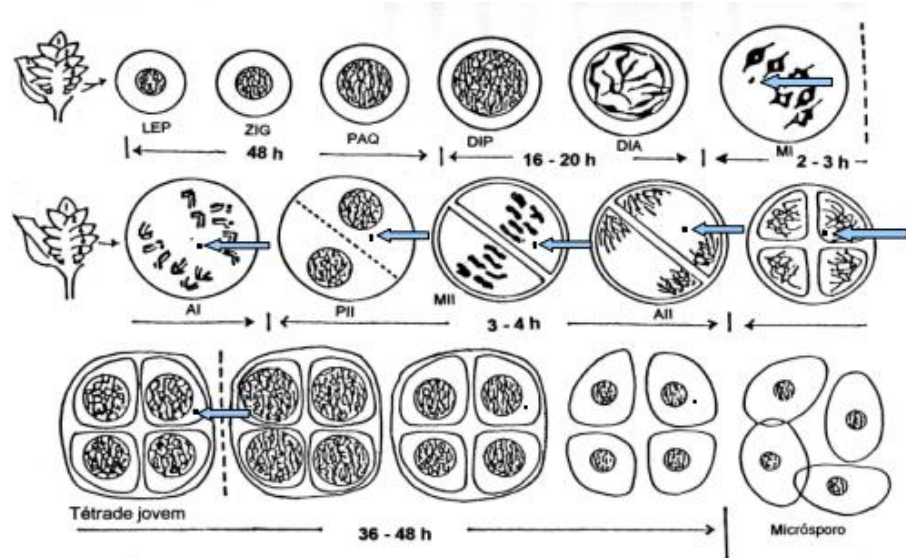 LEP
ZIG
PAQ
DIP
DIA
MI
48 h
16 - 20 h
2 - 3 h
AI
PII
MII
AII
3 - 4 h
Tétrade jovem
36 - 48 h
Micrósporo